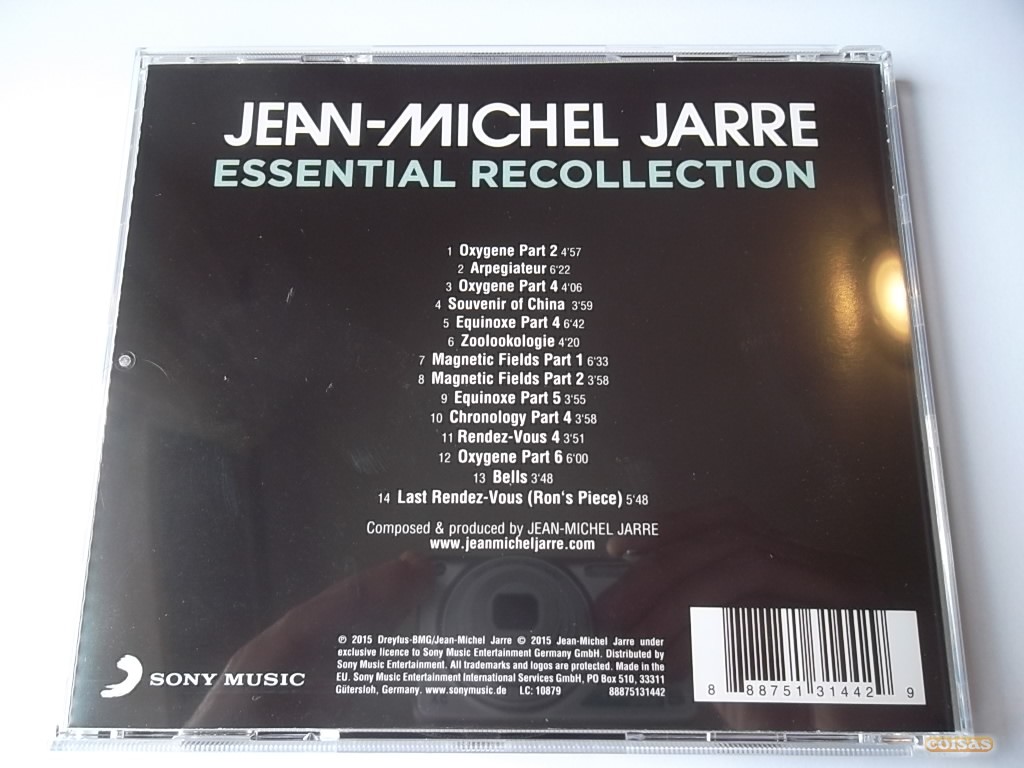 JEAN-MICHEL JARRE
ESSENTIAL RECOLLECTION
1 Oxygene Part 2 4'57
2 Arpegiateur 6'22
3 Oxygene Part 4 4'06
4 Souvenir of China 3'59
5 Equinoxe Part 4 6'42
6 Zoolookologie 4'20
7 Magnetic Fields Part 1 6'33
8 Magnetic Fields Part 2 3'58
9 Equinoxe Part 5 3'55
10 Chronology Part 4 3'58
11 Rendez-Vous 4 3'51
12 Oxygene Part 6 6'00
13 Bells 3'48
14 Last Rendez-Vous (Ron's Piece) 5'48
Composed & produced by JEAN-MICHEL JARRE
www.jeanmicheljarre.com
℗ 2015 Dreyfus-BMG/Jean-Michel Jarre © 2015 Jean-Michel Jarre under
exclusive licence to Sony Music Entertainment Germany GmbH. Distributed by
Sony Music Entertainment. All trademarks and logos are protected. Made in the
EU. Sony Music Entertainment International Services GmbH, PO Box 510, 33311
Gütersloh, Germany. www.sonymusic.de LC: 10879 88875131442
SONY MUSIC
8 88751 31442 9
coisas